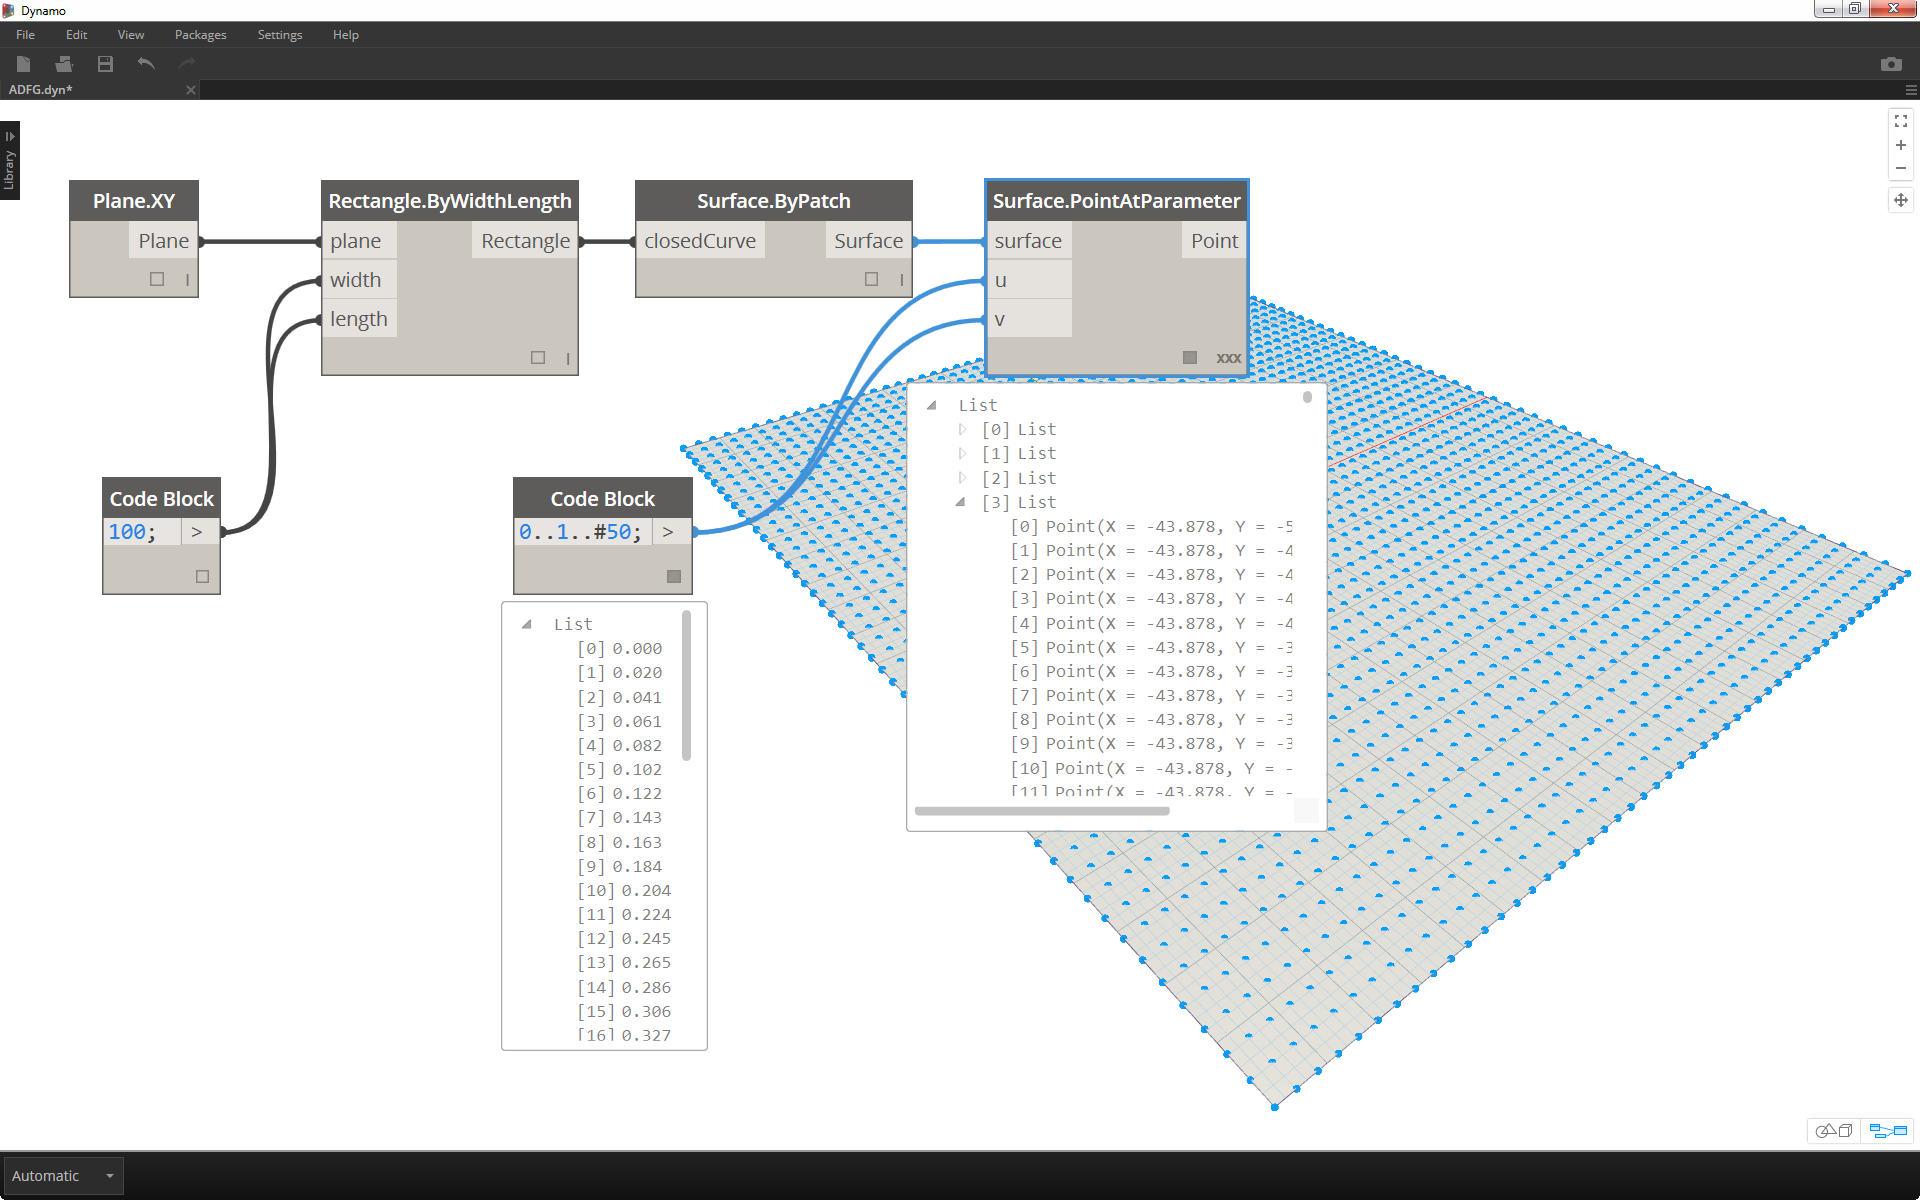 Dynamo
File Edit View Packages Settings Help
ADFG.dyn*
Library
Plane.XY
Plane
I
Rectangle.ByWidthLength
plane Rectangle
width
length
I
Surface.ByPatch
closedCurve Surface
I
Surface.PointAtParameter
surface Point
u
v
xxx
Code Block
100; >
Code Block
0..1..#50; >
List
[0] 0.000
[1] 0.020
[2] 0.041
[3] 0.061
[4] 0.082
[5] 0.102
[6] 0.122
[7] 0.143
[8] 0.163
[9] 0.184
[10] 0.204
[11] 0.224
[12] 0.245
[13] 0.265
[14] 0.286
[15] 0.306
[16] 0.327
List
[0] List
[1] List
[2] List
[3] List
[0] Point(X = -43.878, Y = -5
[1] Point(X = -43.878, Y = -4
[2] Point(X = -43.878, Y = -4
[3] Point(X = -43.878, Y = -4
[4] Point(X = -43.878, Y = -4
[5] Point(X = -43.878, Y = -3
[6] Point(X = -43.878, Y = -3
[7] Point(X = -43.878, Y = -3
[8] Point(X = -43.878, Y = -3
[9] Point(X = -43.878, Y = -3
[10] Point(X = -43.878, Y = -
[11] Point(X = -43.878, Y = -
Automatic